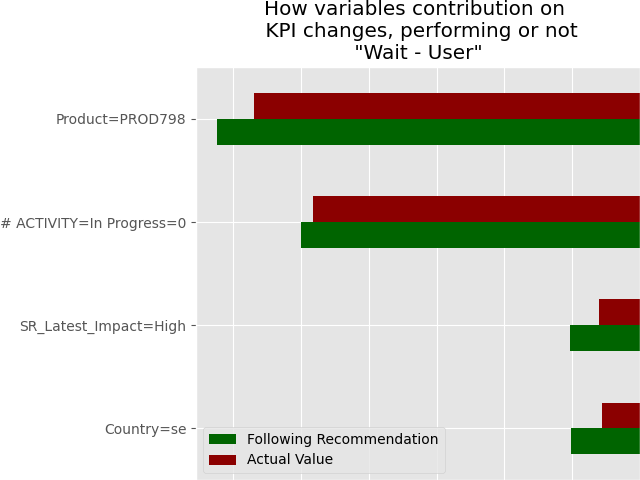 How variables contribution on
KPI changes, performing or not
"Wait - User"
Product=PROD798
# ACTIVITY=In Progress=0
SR_Latest_Impact=High
Country=se
Following Recommendation
Actual Value